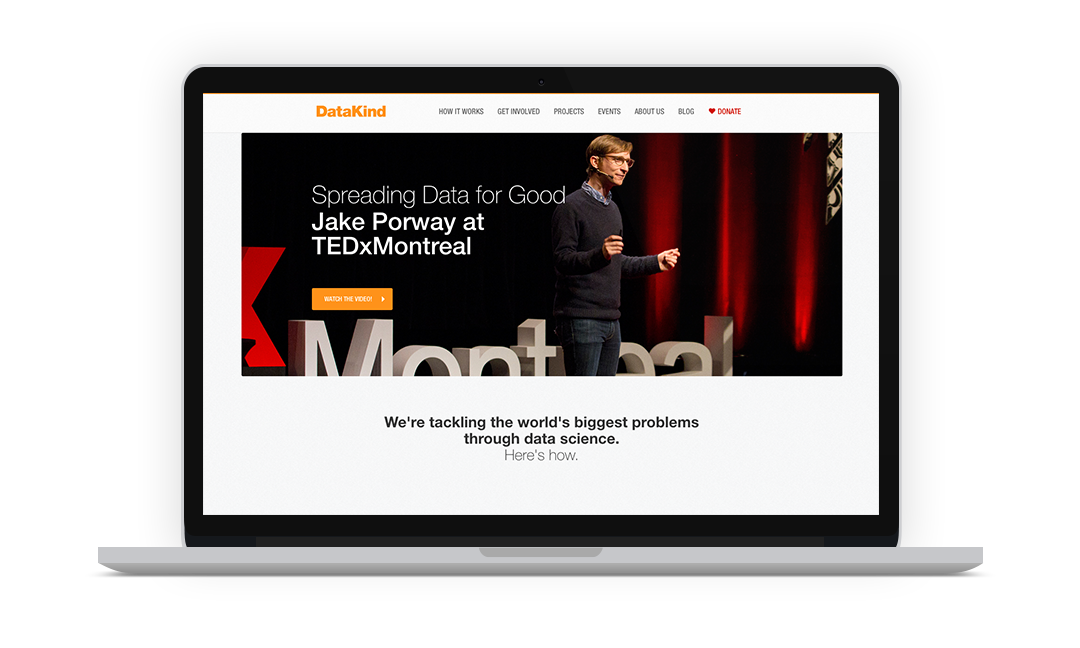 DataKind
HOW IT WORKS GET INVOLVED PROJECTS EVENTS ABOUT US BLOG DONATE
Spreading Data for Good
Jake Porway at
TEDxMontreal
WATCH THE VIDEO!
x
Montreal
We're tackling the world's biggest problems
through data science.
Here's how.